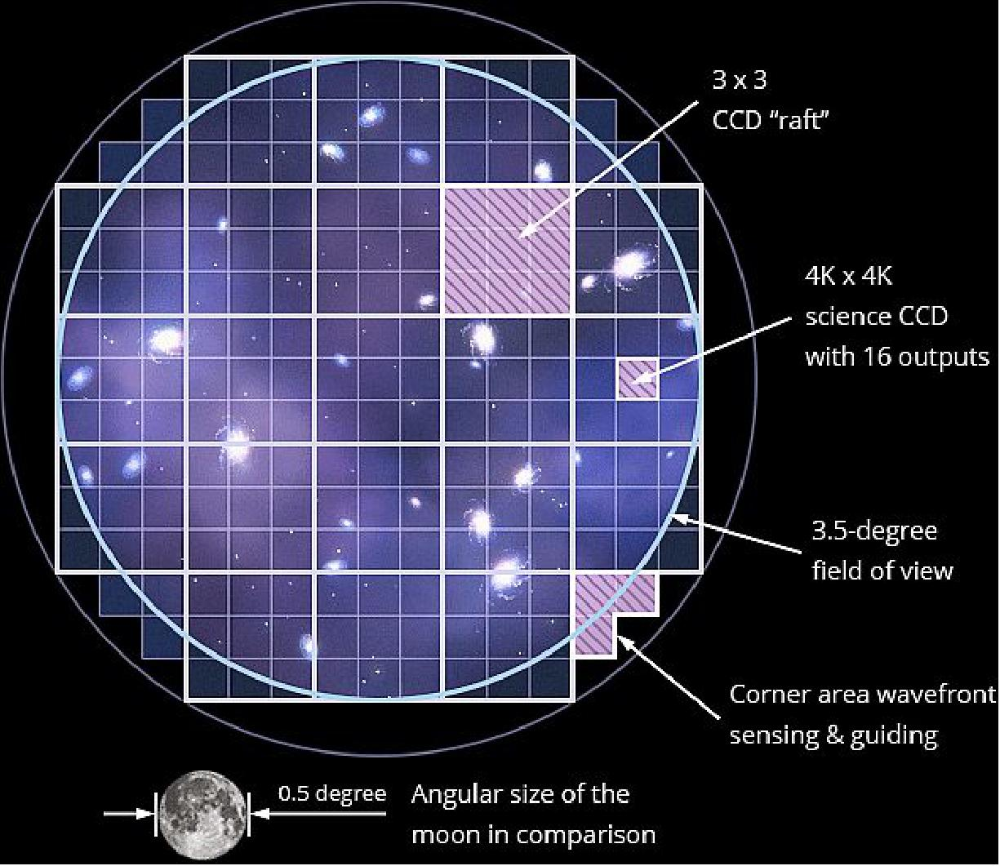 3 x 3
CCD “raft”
4K x 4K
science CCD
with 16 outputs
3.5-degree
field of view
Corner area wavefront
sensing & guiding
0.5 degree
Angular size of the
moon in comparison